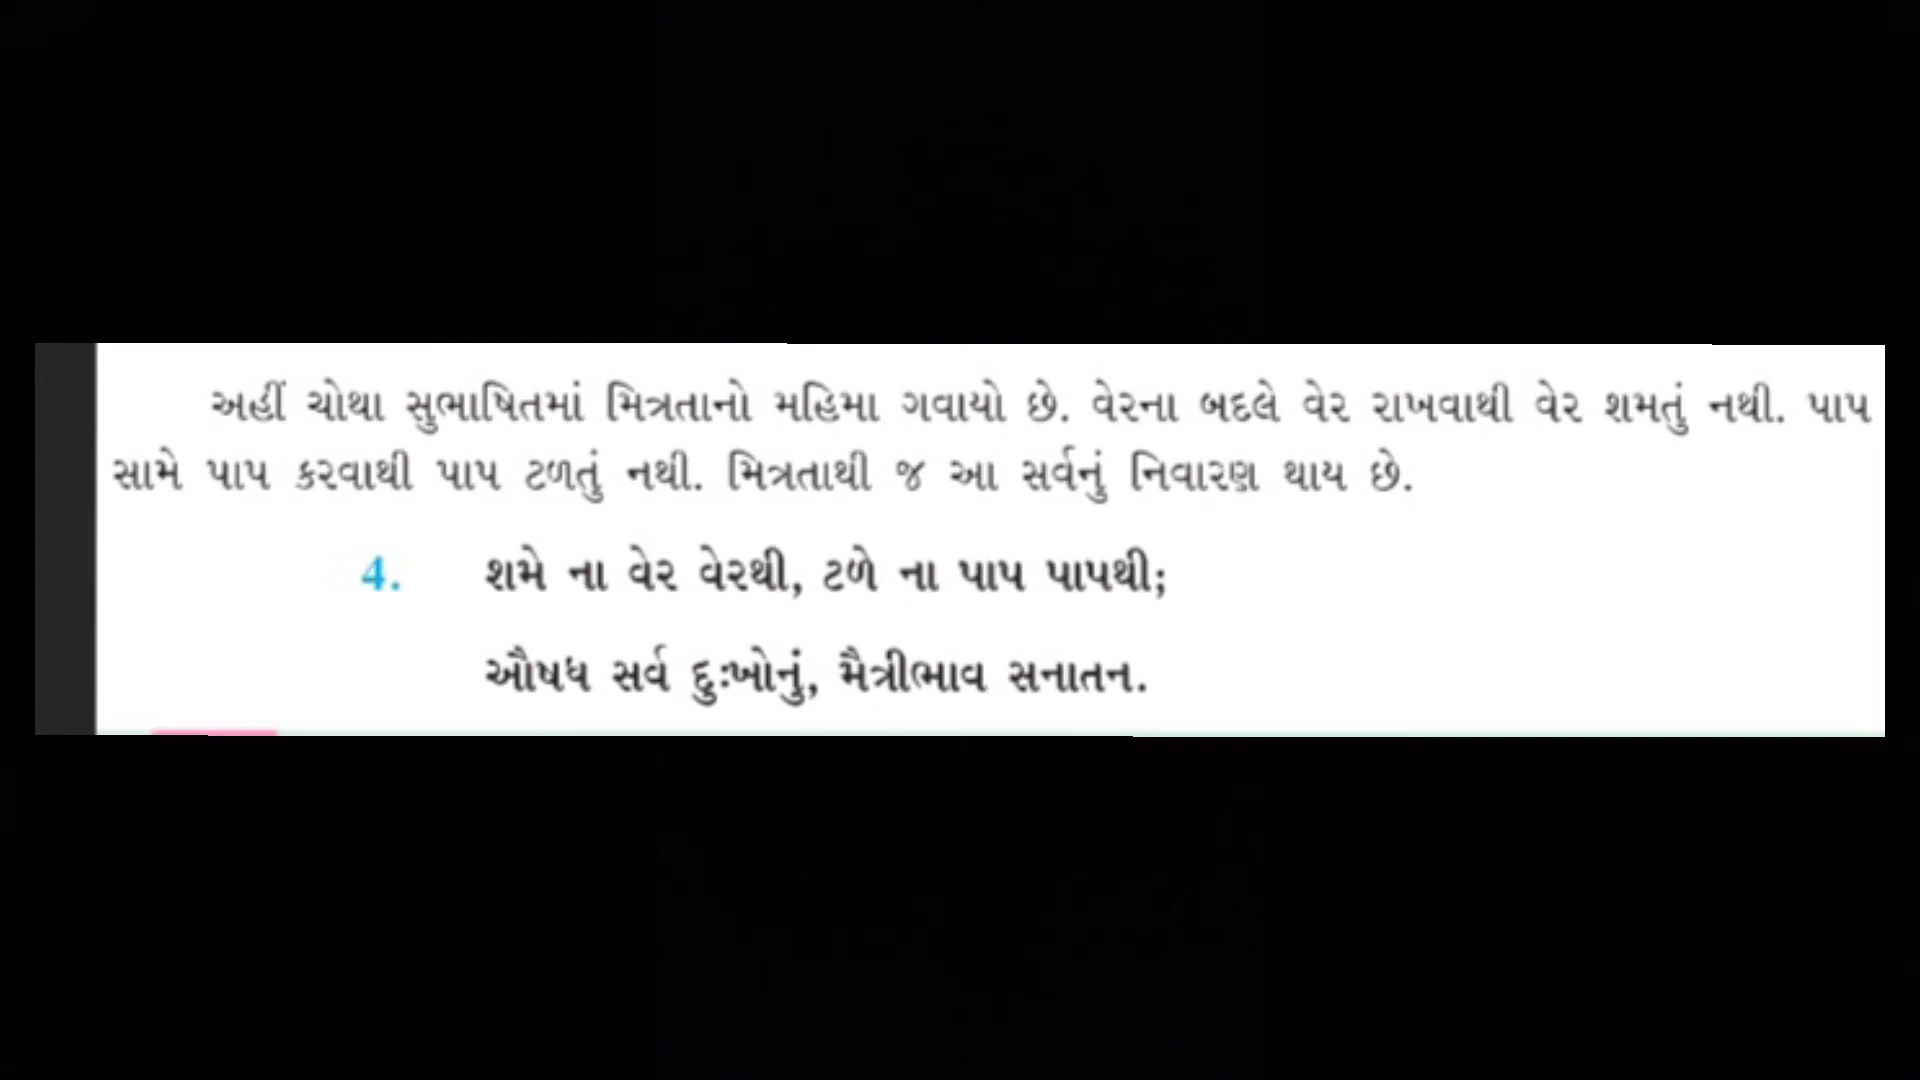 અહીં ચોથા સુભાષિતમાં મિત્રતાનો મહિમા ગવાયો છે. વેરના બદલે વેર રાખવાથી વેર શમતું નથી. પાપ
સામે પાપ કરવાથી પાપ ટળતું નથી. મિત્રતાથી જ આ સર્વનું નિવારણ થાય છે.
4. શમે ના વેર વેરથી, ટળે ના પાપ પાપથી;
ઔષધ સર્વ દુઃખોનું, મૈત્રીભાવ સનાતન.